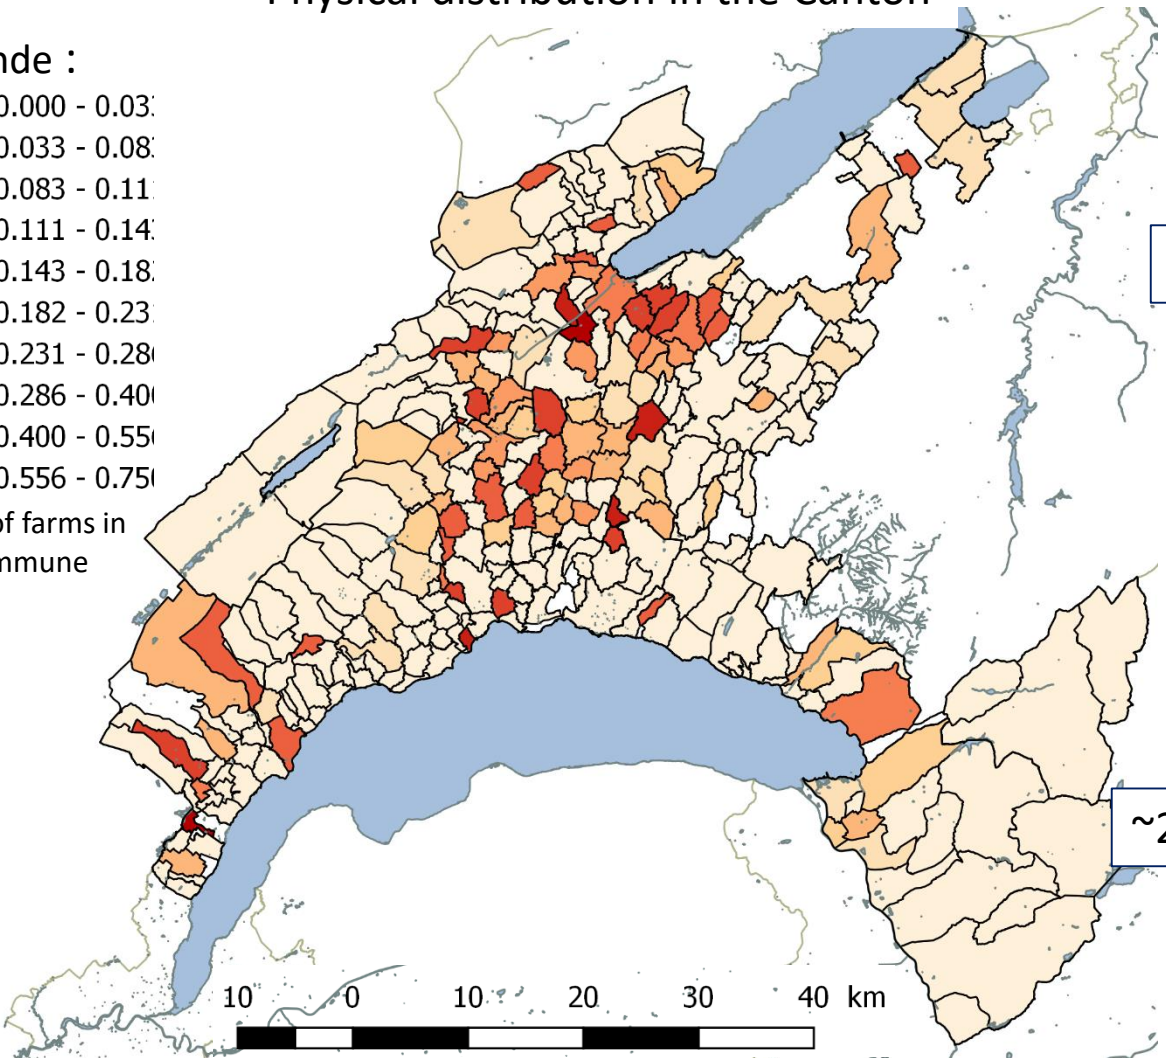 Physical distribution in the Canton
nde :
0.000 - 0.03
0.033 - 0.08
0.083 - 0.11
0.111 - 0.14
0.143 - 0.18
0.182 - 0.23
0.231 - 0.28
0.286 - 0.40
0.400 - 0.55
0.556 - 0.75
of farms in
mmune
~2
10 0 10 20 30 40 km